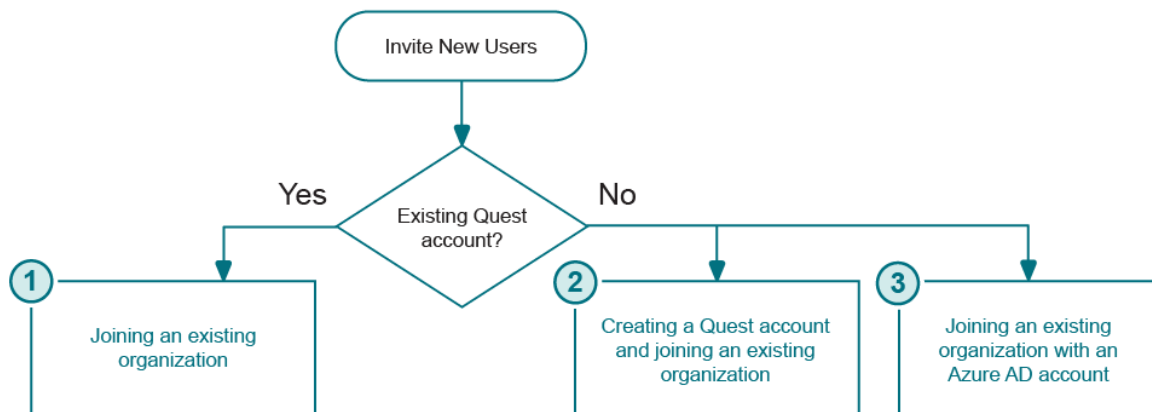 Invite New Users
Yes
No
Existing Quest
account?
1
Joining an existing
organization
2
Creating a Quest account
and joining an existing
organization
3
Joining an existing
organization with an
Azure AD account